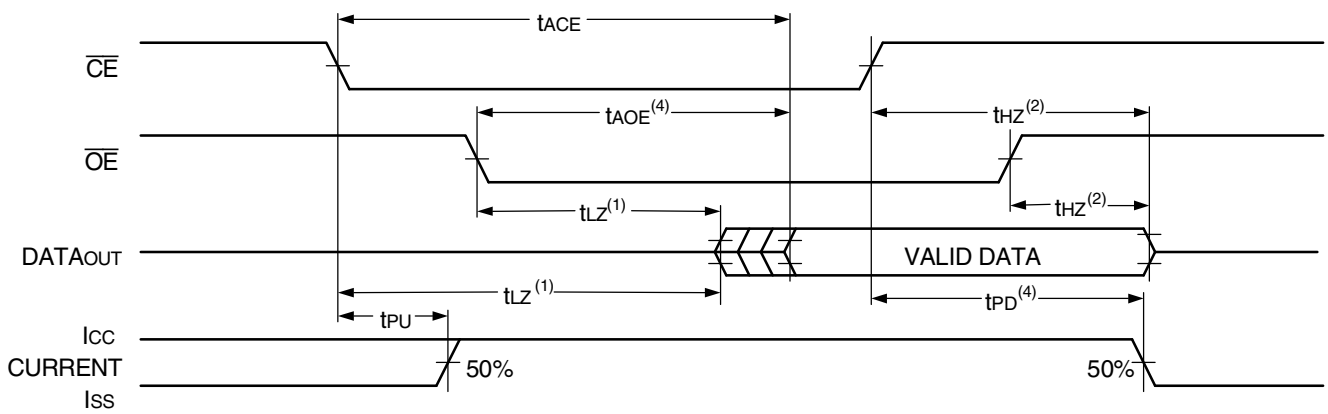 tACE
CE
tAOE(4)
tHZ(2)
OE
tLZ(1)
tHZ(2)
DATAOUT
VALID DATA
tLZ(1)
tPD(4)
tPU
ICC
CURRENT
50%
50%
ISS